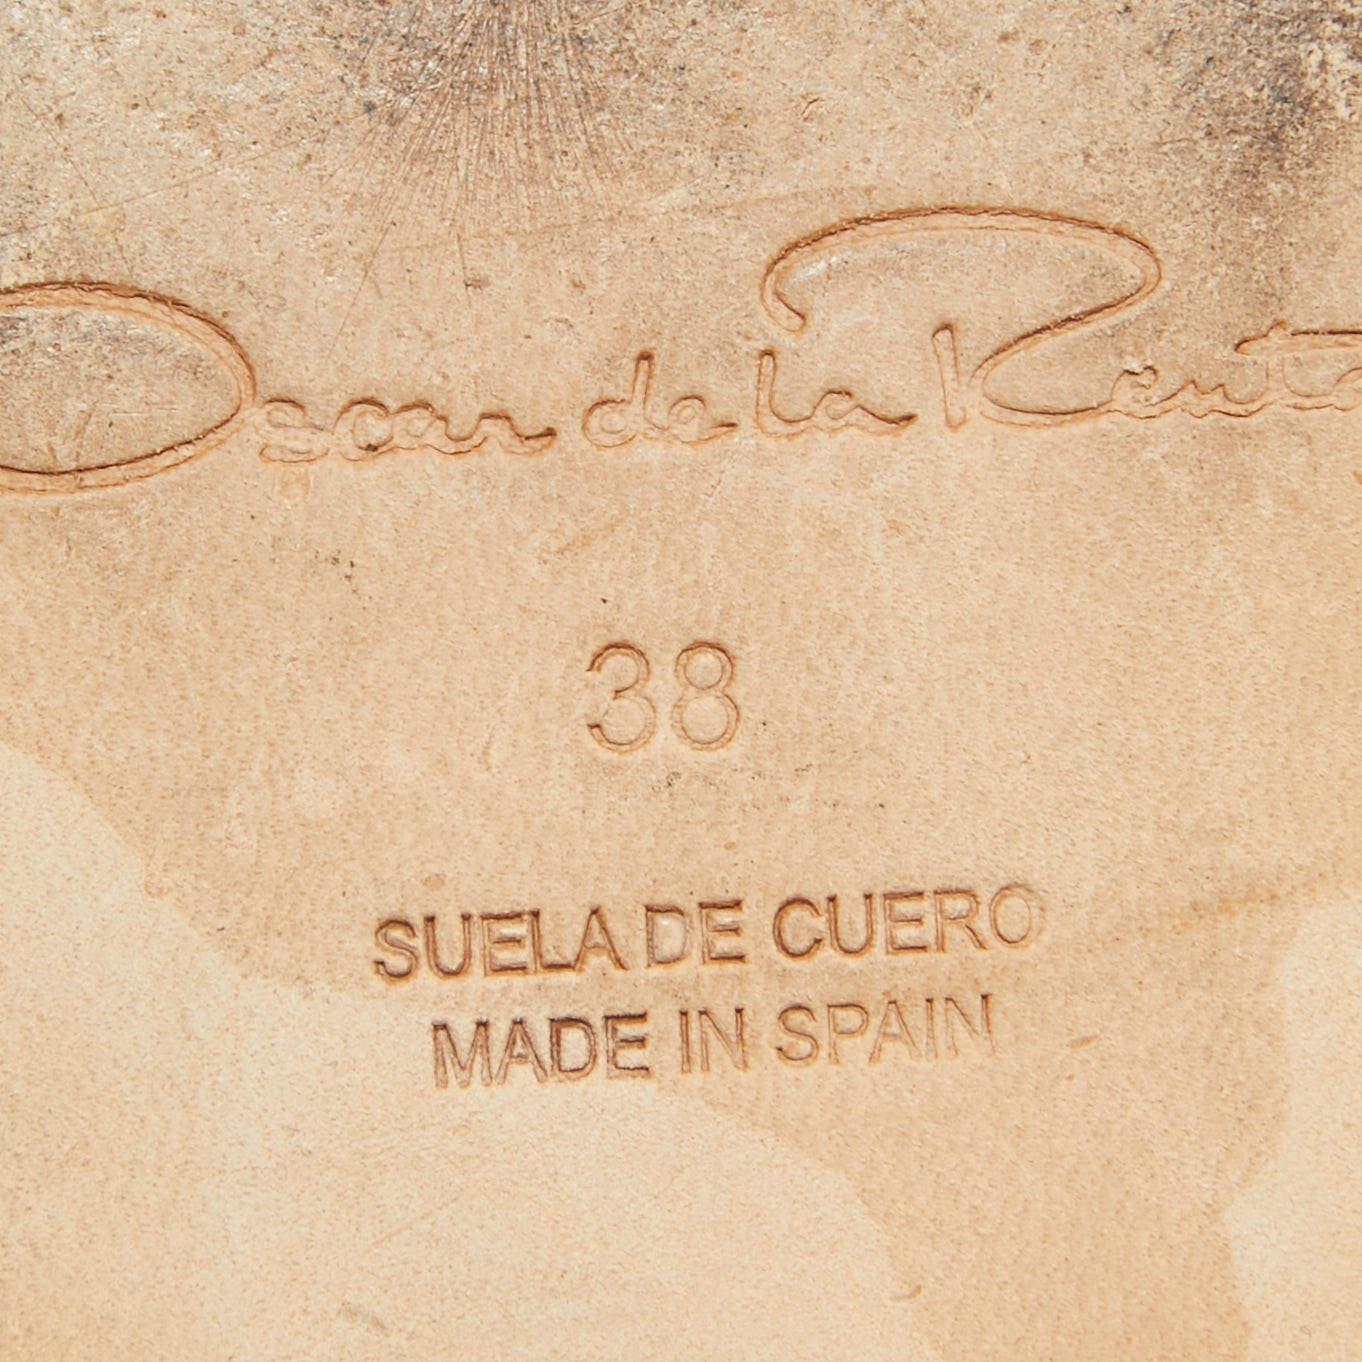 Oscar de la Renta
38
SUELA DE CUERO
MADE IN SPAIN